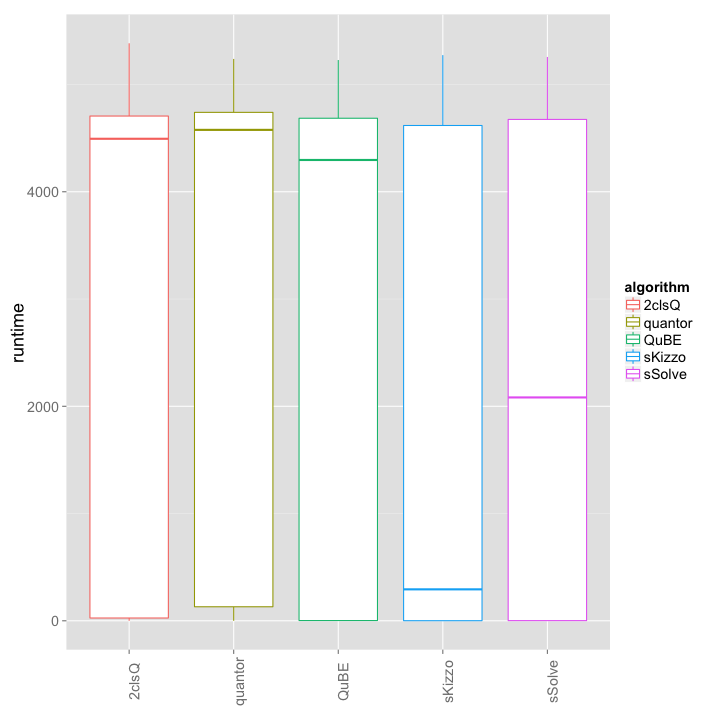 runtime
4000
2000
0
2clsQ
quantor
QuBE
sKizzo
sSolve
algorithm
2clsQ
quantor
QuBE
sKizzo
sSolve